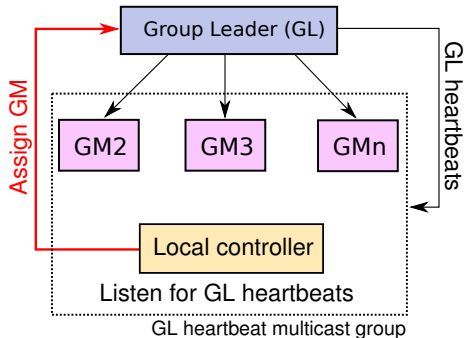 Group Leader (GL)
GL heartbeats
Assign GM
GM2
GM3
GMn
Local controller
Listen for GL heartbeats
GL heartbeat multicast group